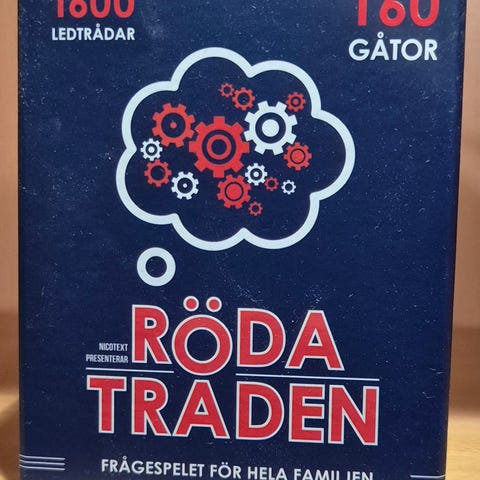 1600
LEDTRÅDAR
160
GÅTOR
NICOTEXT
PRESENTERAR
RÖDA
TRADEN
FRÅGESPELET FÖR HELA FAMILJEN